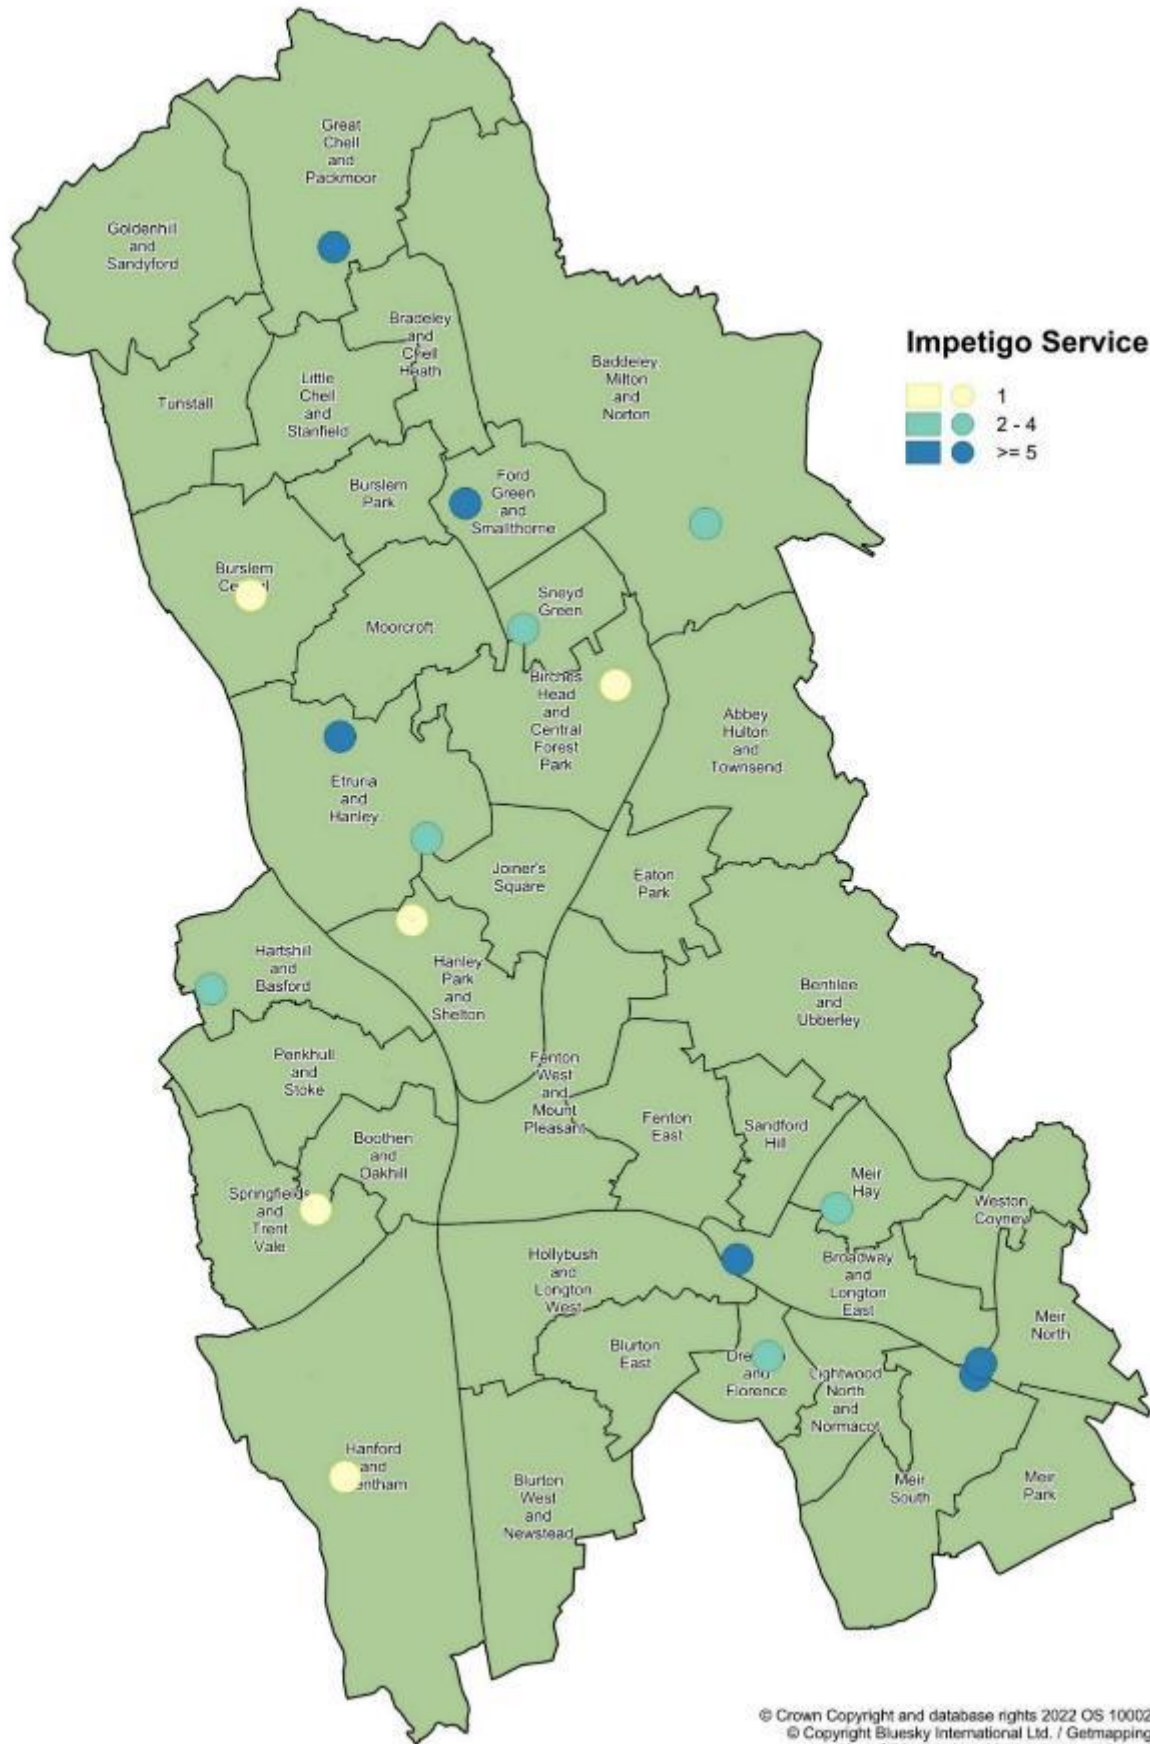 Great
Chell
and
Packmoor
Goldenhill
and
Sandyford
Bradeley
and
Chell
Heath
Baddeley,
Milton
and
Norton
Impetigo Service
1
2 - 4
>= 5
Tunstall
Little
Chell
and
Stanfield
Burslem
Park
Ford
Green
and
Smallthorne
Burslem
Sneyd
Green
Moorcroft
Birches
Head
and
Central
Forest
Park
Abbey
Hulton
and
Townsend
Etruria
and
Hanley
Joiner's
Square
Eaton
Park
Hartshill
and
Basford
Hanley
Park
and
Shelton
Bentilee
and
Ubberley
Penkhull
and
Stoke
Fenton
West
and
Mount
Pleasant
Fenton
East
Sandford
Hill
Boothen
and
Oakhill
Meir
Hay
Springfields
and
Trent
Vale
Weston
Coyney
Hollybush
and
Longton
West
Broadway
and
Longton
East
Meir
North
Blurton
East
and
Florence
Lightwood
North
and
Normacot
Hanford
and
Blurton
West
and
Newstead
Meir
South
Meir
Park
© Crown Copyright and database rights 2022 OS 10002
© Copyright Bluesky International Ltd. / Getmapping